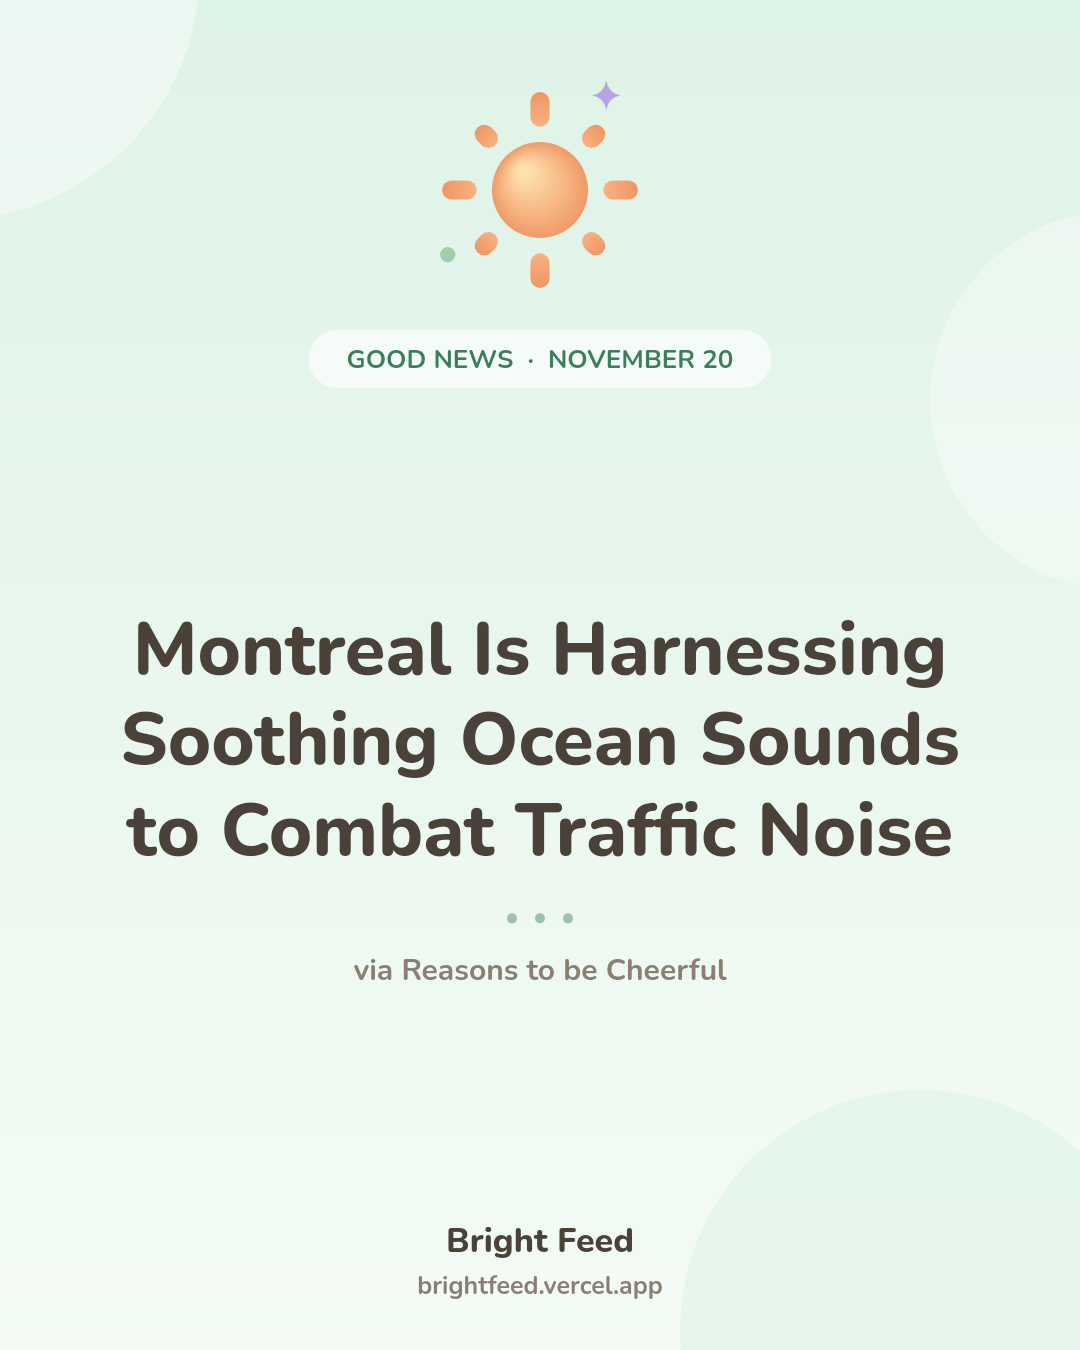 GOOD NEWS · NOVEMBER 20
Montreal Is Harnessing
Soothing Ocean Sounds
to Combat Traffic Noise
via Reasons to be Cheerful
Bright Feed
brightfeed.vercel.app